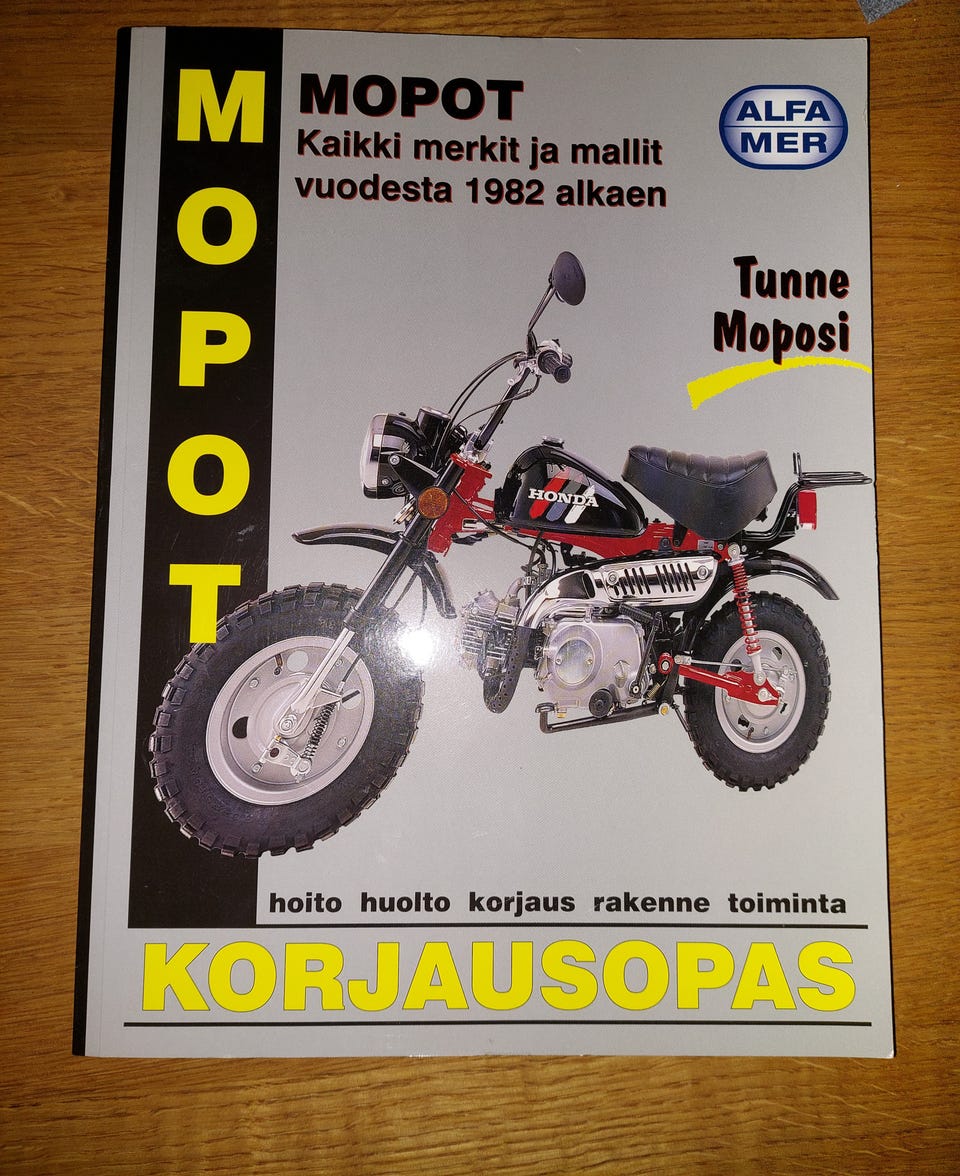 MOPOT
MOPOT
Kaikki merkit ja mallit
vuodesta 1982 alkaen
ALFA
MER
Tunne
Moposi
HONDA
hoito huolto korjaus rakenne toiminta
KORJAUSOPAS